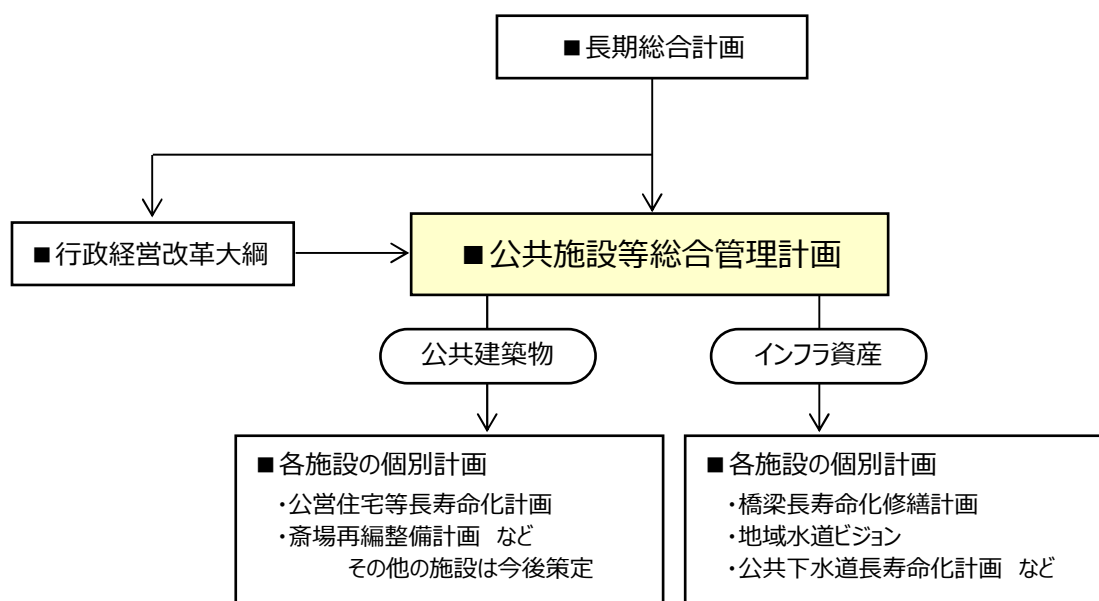 ■長期総合計画
■行政経営改革大綱
■公共施設等総合管理計画
公共建築物
インフラ資産
■各施設の個別計画
・公営住宅等長寿命化計画
・斎場再編整備計画 など
その他の施設は今後策定
■各施設の個別計画
・橋梁長寿命化修繕計画
・地域水道ビジョン
・公共下水道長寿命化計画 など